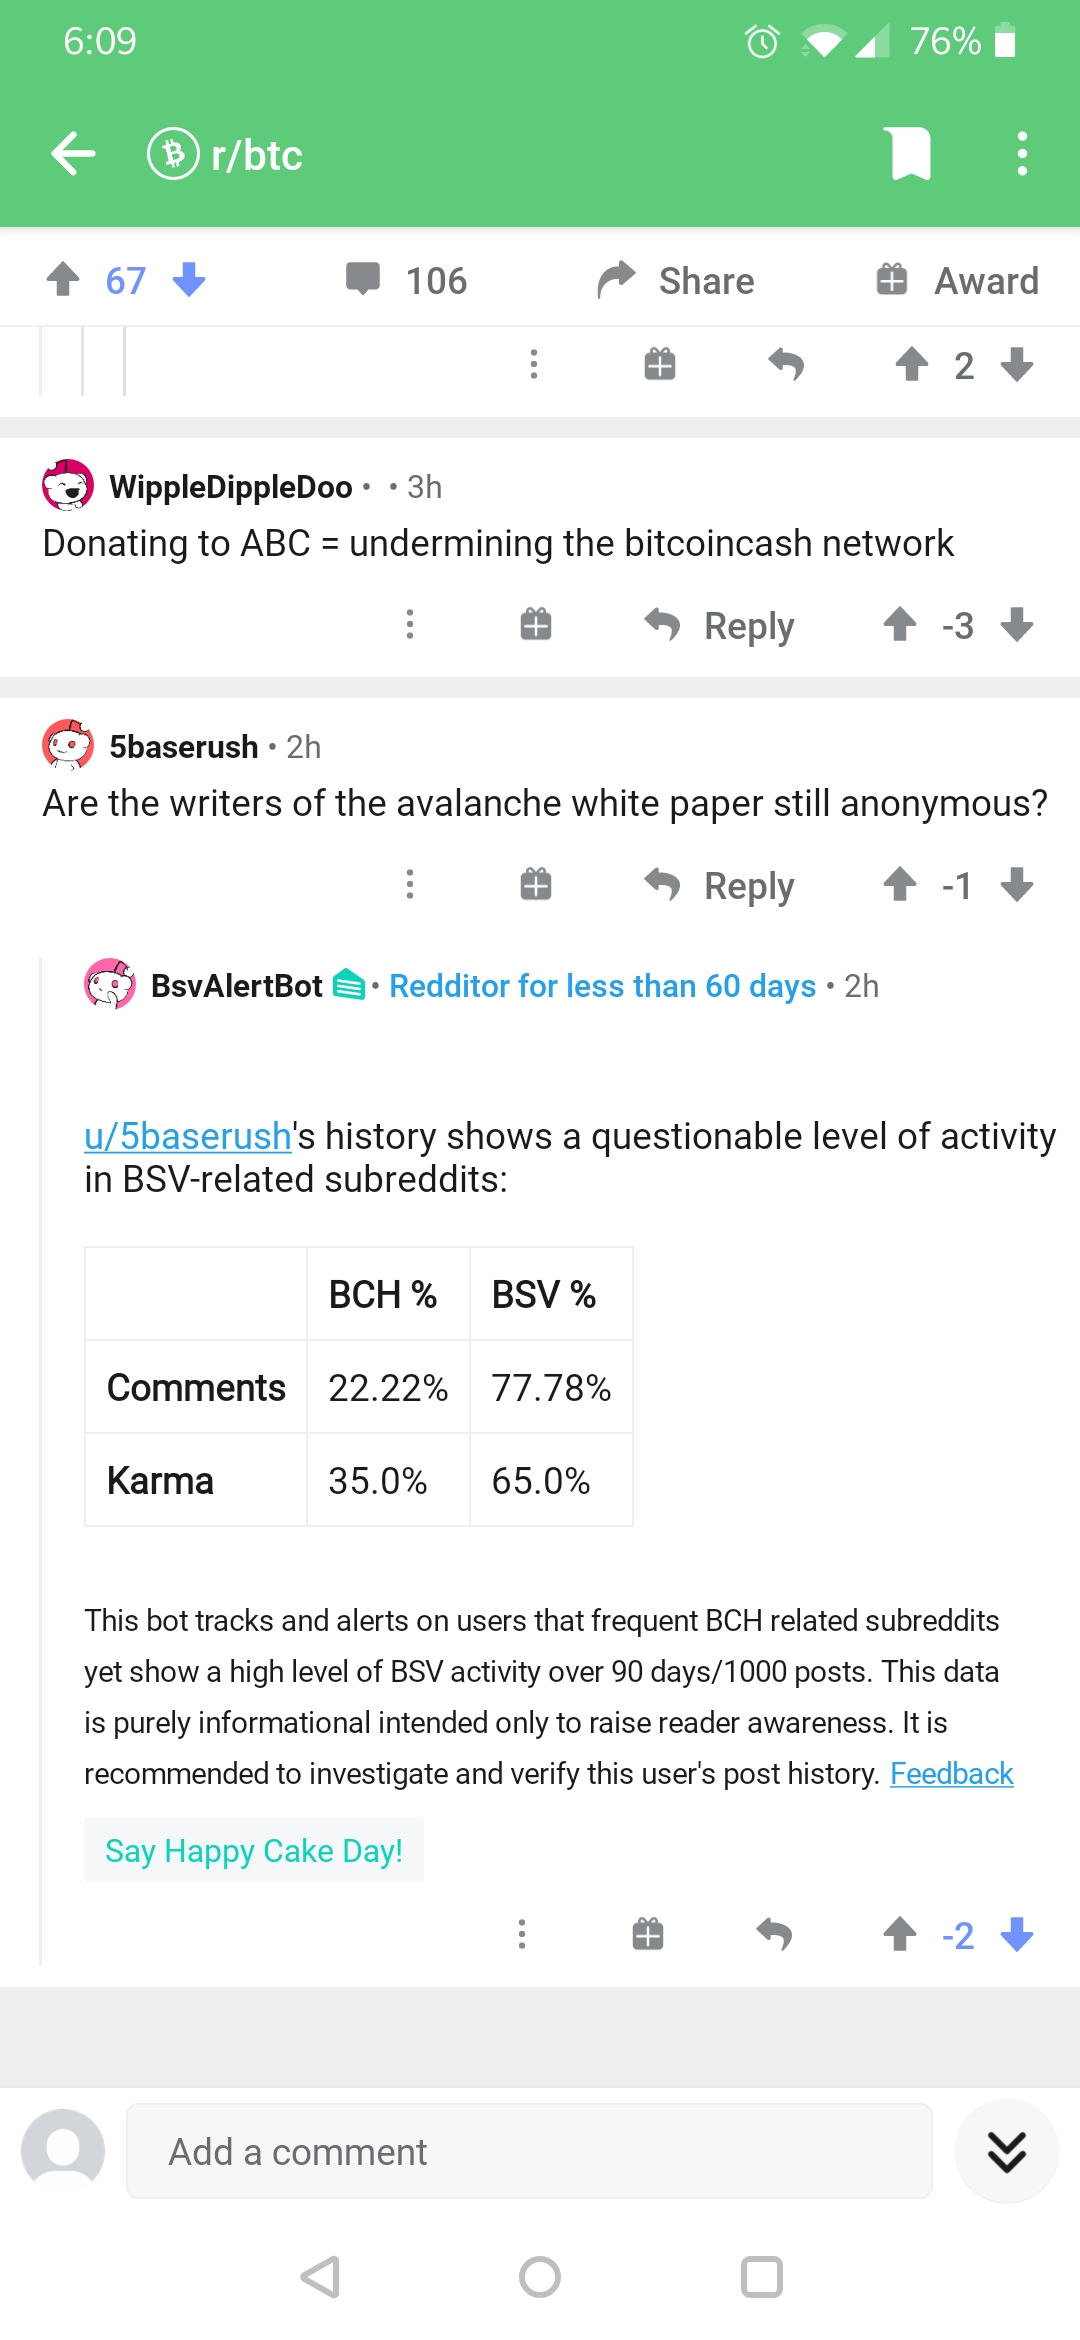 6:09
76%
r/btc
67
106
Share
Award
2
WippleDippleDoo • • 3h
Donating to ABC = undermining the bitcoincash network
Reply
-3
5baserush • 2h
Are the writers of the avalanche white paper still anonymous?
Reply
-1
BsvAlertBot • Redditor for less than 60 days • 2h
u/5baserush's history shows a questionable level of activity
in BSV-related subreddits:
BCH % BSV %
Comments 22.22% 77.78%
Karma 35.0% 65.0%
This bot tracks and alerts on users that frequent BCH related subreddits
yet show a high level of BSV activity over 90 days/1000 posts. This data
is purely informational intended only to raise reader awareness. It is
recommended to investigate and verify this user's post history. Feedback
Say Happy Cake Day!
-2
Add a comment